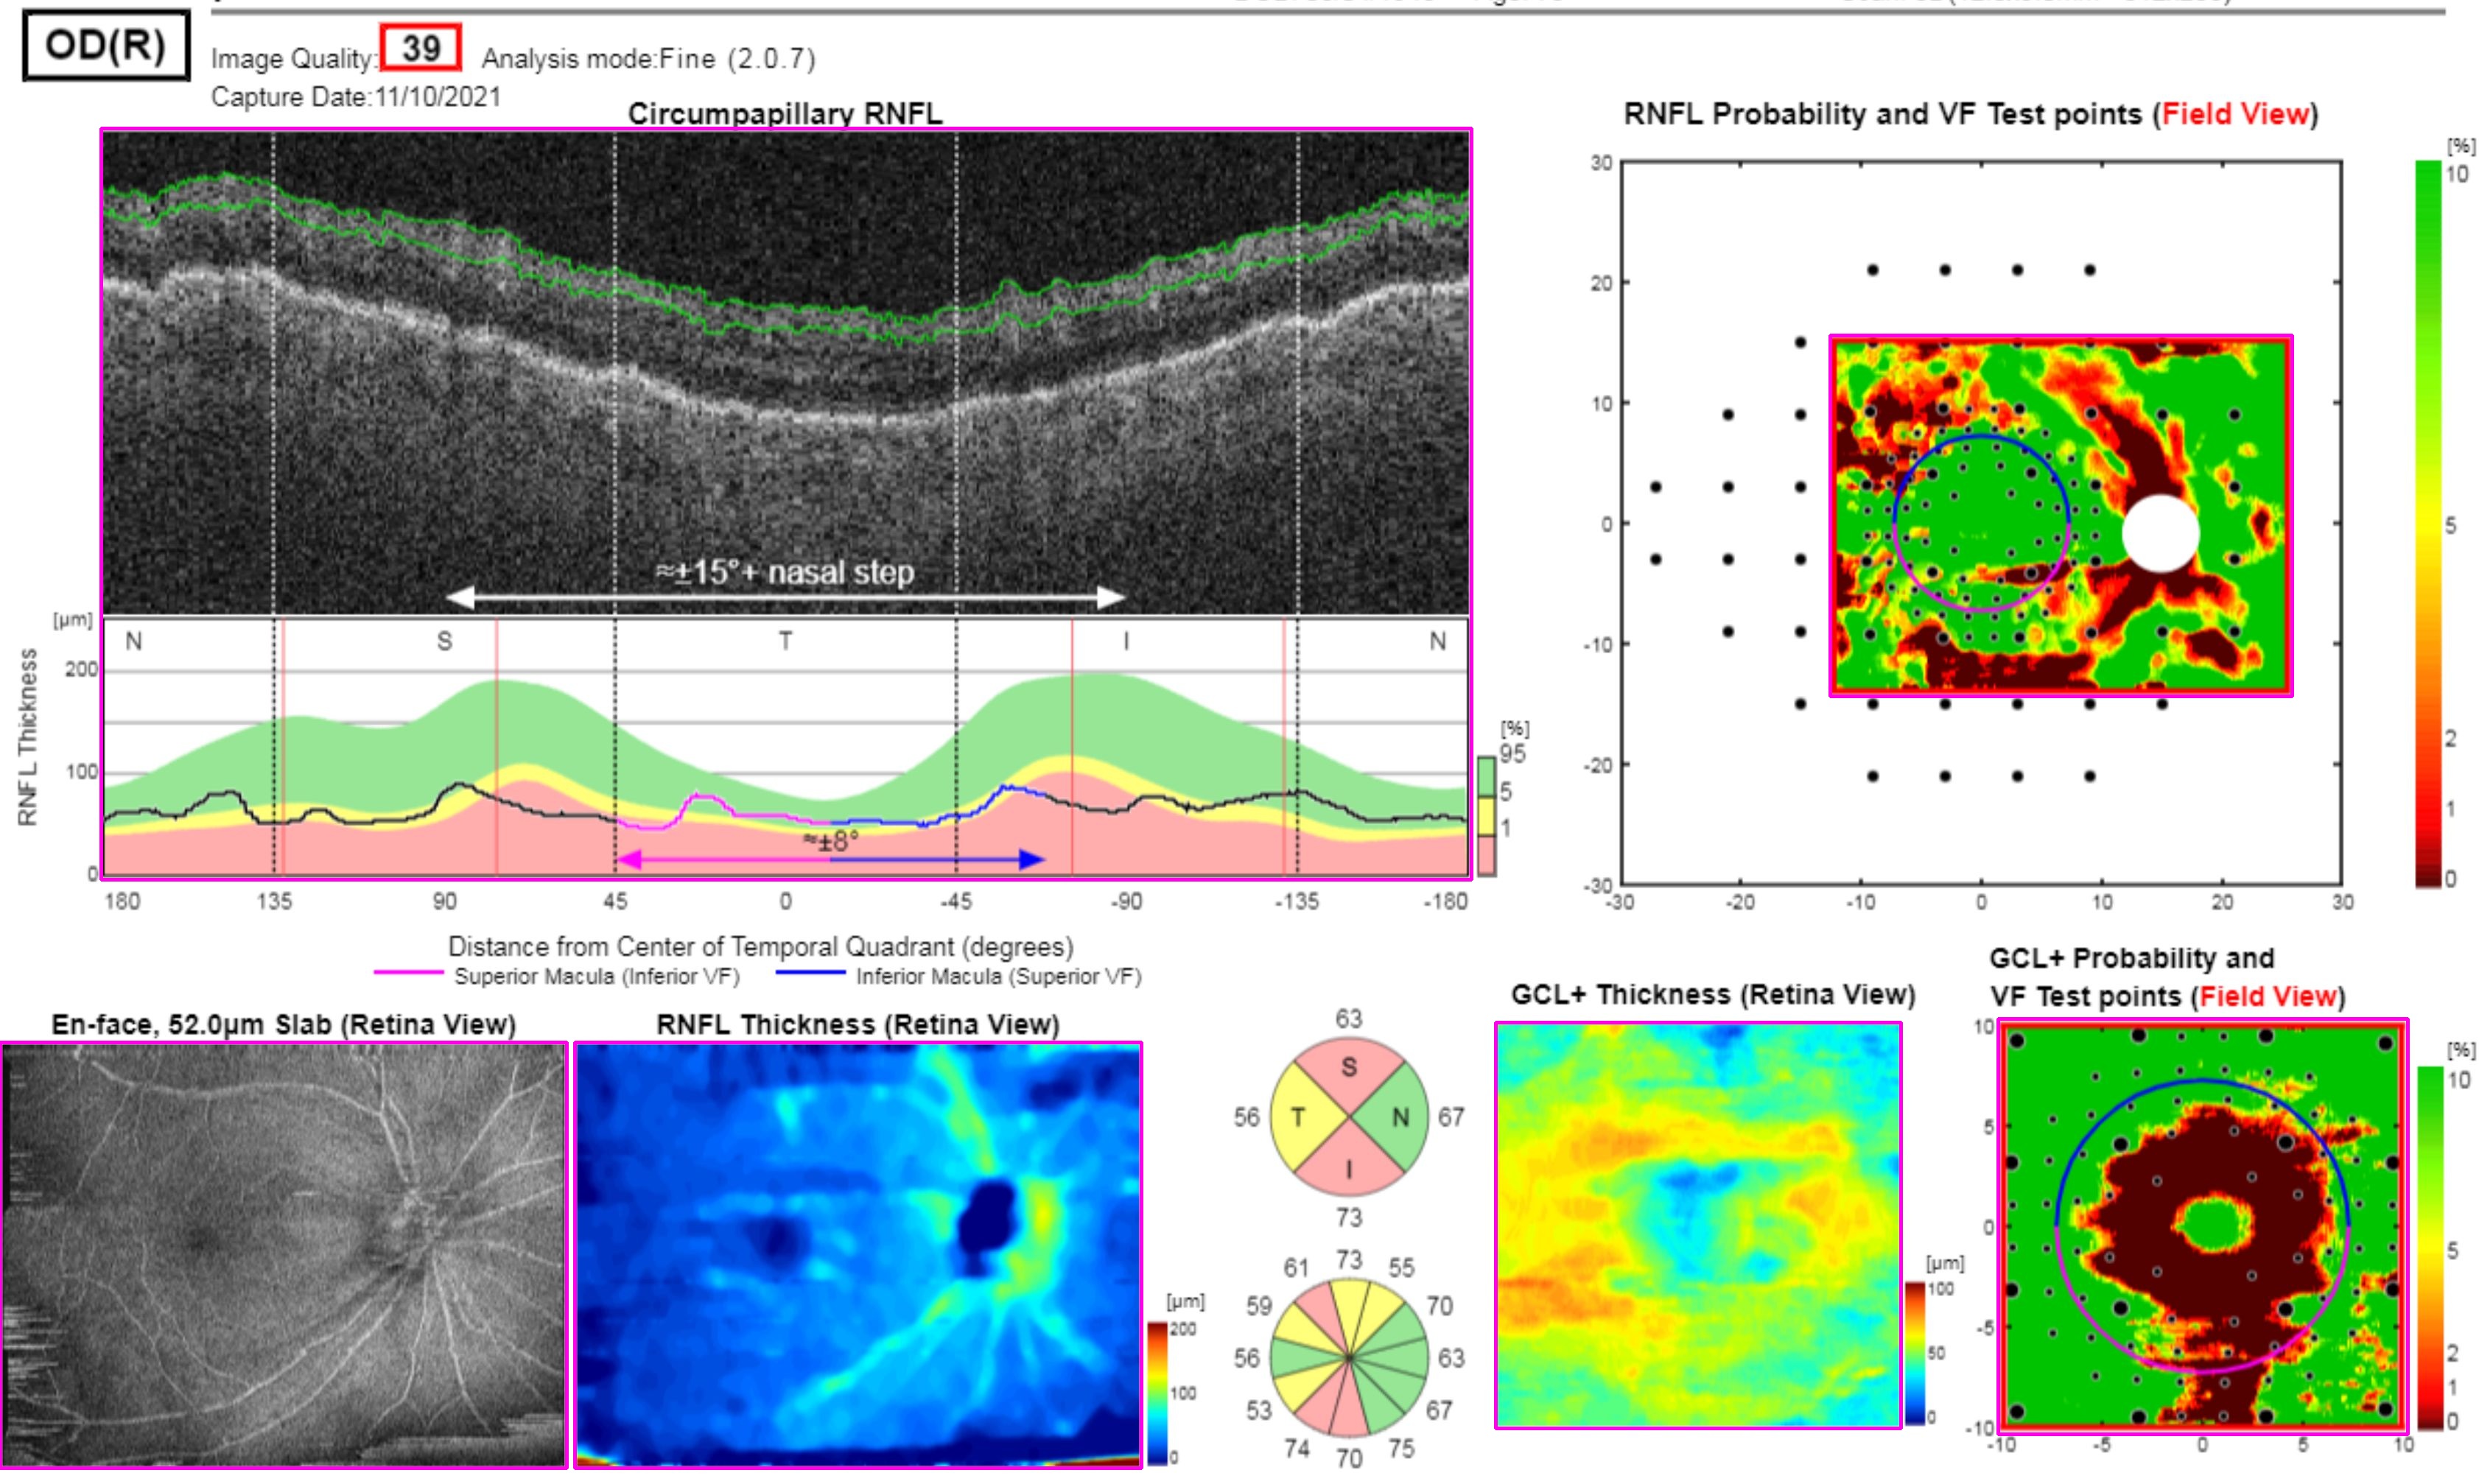 OD(R)
Image Quality: 39 Analysis mode:Fine (2.0.7)
Capture Date:11/10/2021
Circumpapillary RNFL
≈±15°+ nasal step
[µm]
N S T I N
200
100
0
RNFL Thickness
≈±8°
180 135 90 45 0 -45 -90 -135 -180
Distance from Center of Temporal Quadrant (degrees)
Superior Macula (Inferior VF) Inferior Macula (Superior VF)
[%]
95
5
1
RNFL Probability and VF Test points (Field View)
30
20
10
0
-10
-20
-30
-30 -20 -10 0 10 20 30
[%]
10
5
2
1
0
En-face, 52.0µm Slab (Retina View)
RNFL Thickness (Retina View)
[µm]
200
100
0
63
S
56 T N 67
I
73
61 73 55
59 70
56 63
53 67
74 70 75
GCL+ Thickness (Retina View)
[µm]
100
50
0
GCL+ Probability and
VF Test points (Field View)
10
5
0
-5
-10
-10 -5 0 5 10
[%]
10
5
2
1
0